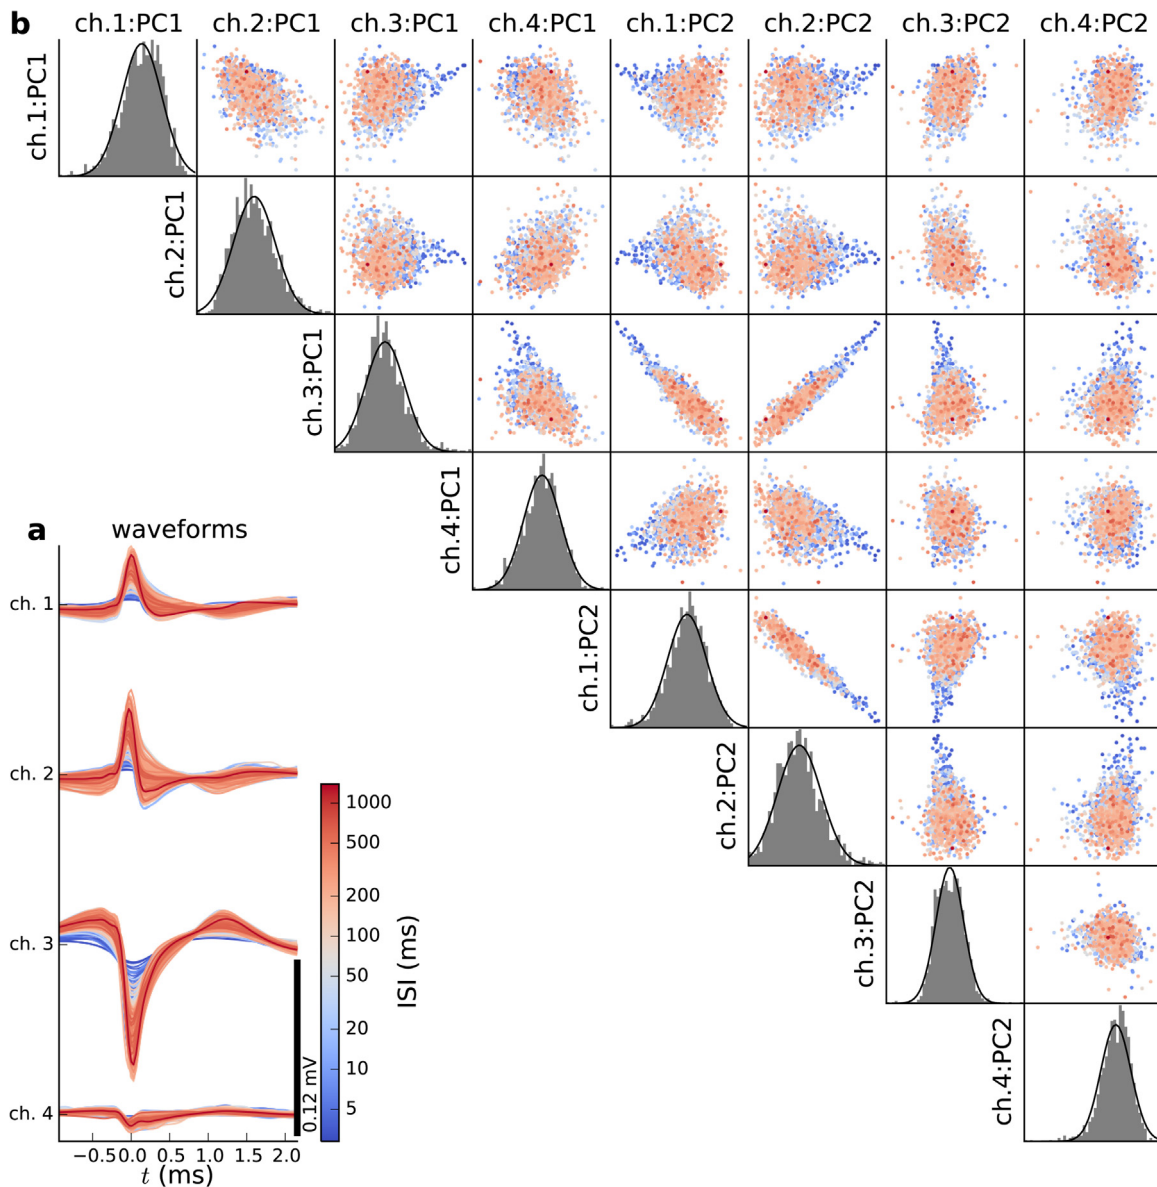 b
ch.1:PC1 ch.2:PC1 ch.3:PC1 ch.4:PC1 ch.1:PC2 ch.2:PC2 ch.3:PC2 ch.4:PC2
ch.1:PC1
ch.2:PC1
ch.3:PC1
ch.4:PC1
ch.1:PC2
ch.2:PC2
ch.3:PC2
ch.4:PC2
a
waveforms
ch. 1
ch. 2
ch. 3
ch. 4
0.12 mV
−0.5 0.0 0.5 1.0 1.5 2.0
t (ms)
1000
500
200
100
50
20
10
5
ISI (ms)